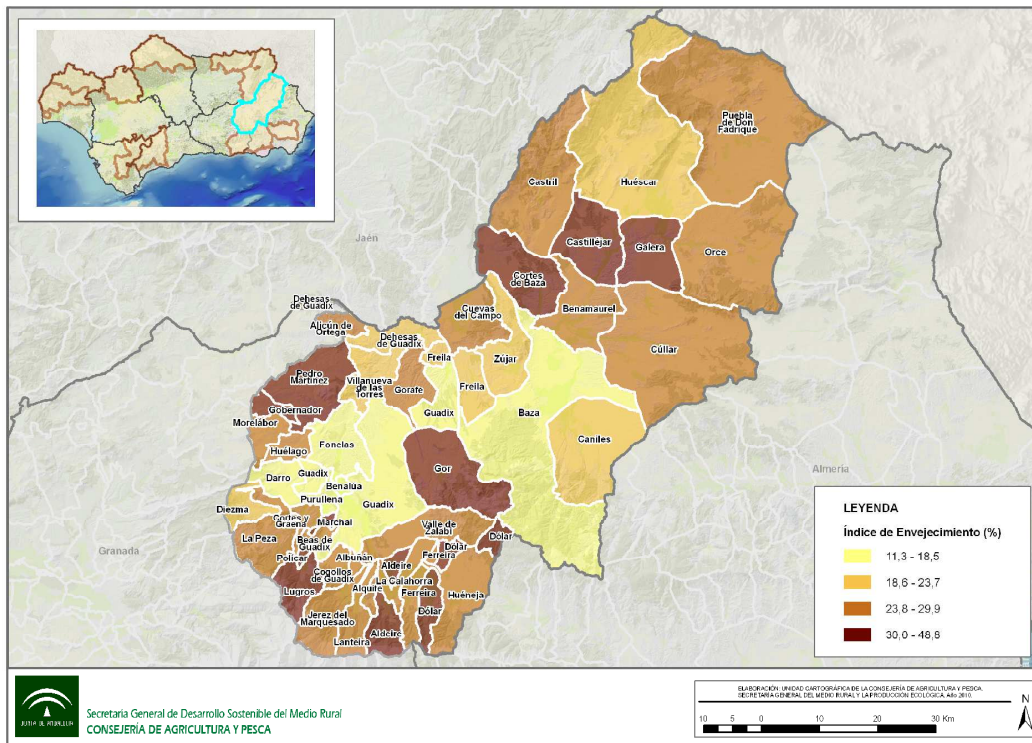 Puebla
de Don
Fadrique
Castril
Huéscar
Jaén
Castilléjar
Galera
Orce
Cortes
de Baza
Dehesas
de Guadix
Benamaurel
Cuevas
del Campo
Alicún de
Ortega
Dehesas
de Guadix
Cúllar
Freila
Zújar
Pedro
Martínez
Villanueva
de las
Torres
Gorafe
Freila
Gobernador
Guadix
Baza
Morelábor
Fonelas
Caniles
Huélago
Gor
Almería
Darro
Guadix
Benalúa
Purullena
Guadix
Diezma
Cortes y
Graena
Marchal
Valle de
Zalabí
Dólar
La Peza
Beas de
Guadix
Dólar
Policar
Albuñán
Ferreira
Granada
Cogollos
de Guadix
Aldeire
La Calahorra
Lugros
Alquife
Ferreira
Huéneja
Jerez del
Marquesado
Dólar
Lanteira
Aldeire
LEYENDA
Índice de Envejecimiento (%)
11,3 - 18,5
18,6 - 23,7
23,8 - 29,9
30,0 - 48,8
JUNTA DE ANDALUCIA
Secretaría General de Desarrollo Sostenible del Medio Rural
CONSEJERÍA DE AGRICULTURA Y PESCA
ELABORACIÓN: UNIDAD CARTOGRÁFICA DE LA CONSEJERÍA DE AGRICULTURA Y PESCA.
SECRETARÍA GENERAL DEL MEDIO RURAL Y LA PRODUCCIÓN ECOLÓGICA. Año 2010.
N
10 5 0 10 20 30 Km